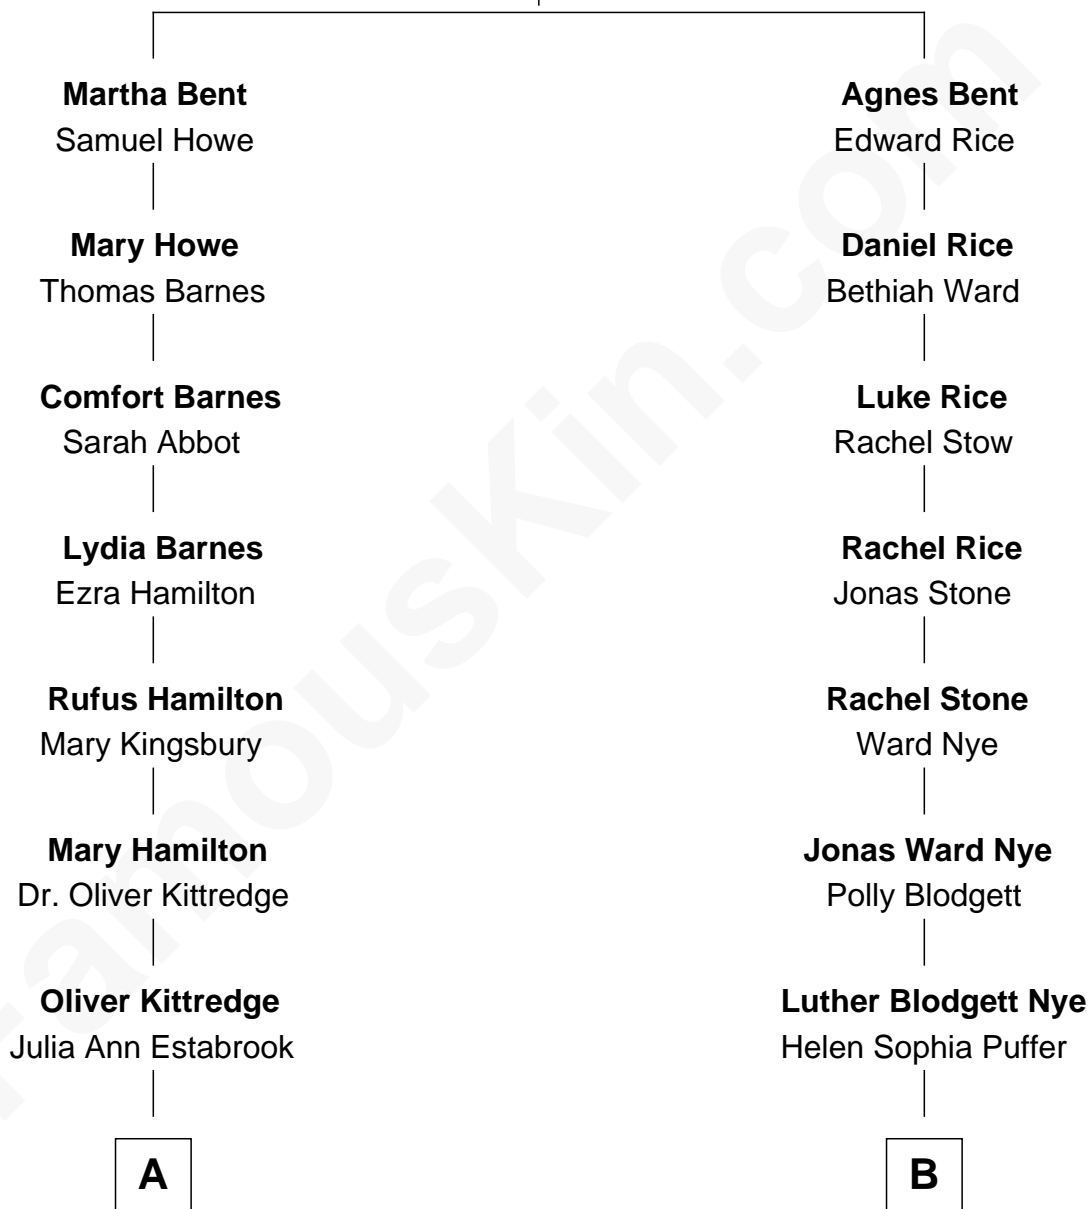 Martha Bent
Samuel Howe
Mary Howe
Thomas Barnes
Comfort Barnes
Sarah Abbot
Lydia Barnes
Ezra Hamilton
Rufus Hamilton
Mary Kingsbury
Mary Hamilton
Dr. Oliver Kittredge
Oliver Kittredge
Julia Ann Estabrook
A
Agnes Bent
Edward Rice
Daniel Rice
Bethiah Ward
Luke Rice
Rachel Stow
Rachel Rice
Jonas Stone
Rachel Stone
Ward Nye
Jonas Ward Nye
Polly Blodgett
Luther Blodgett Nye
Helen Sophia Puffer
B
FamousKin.com